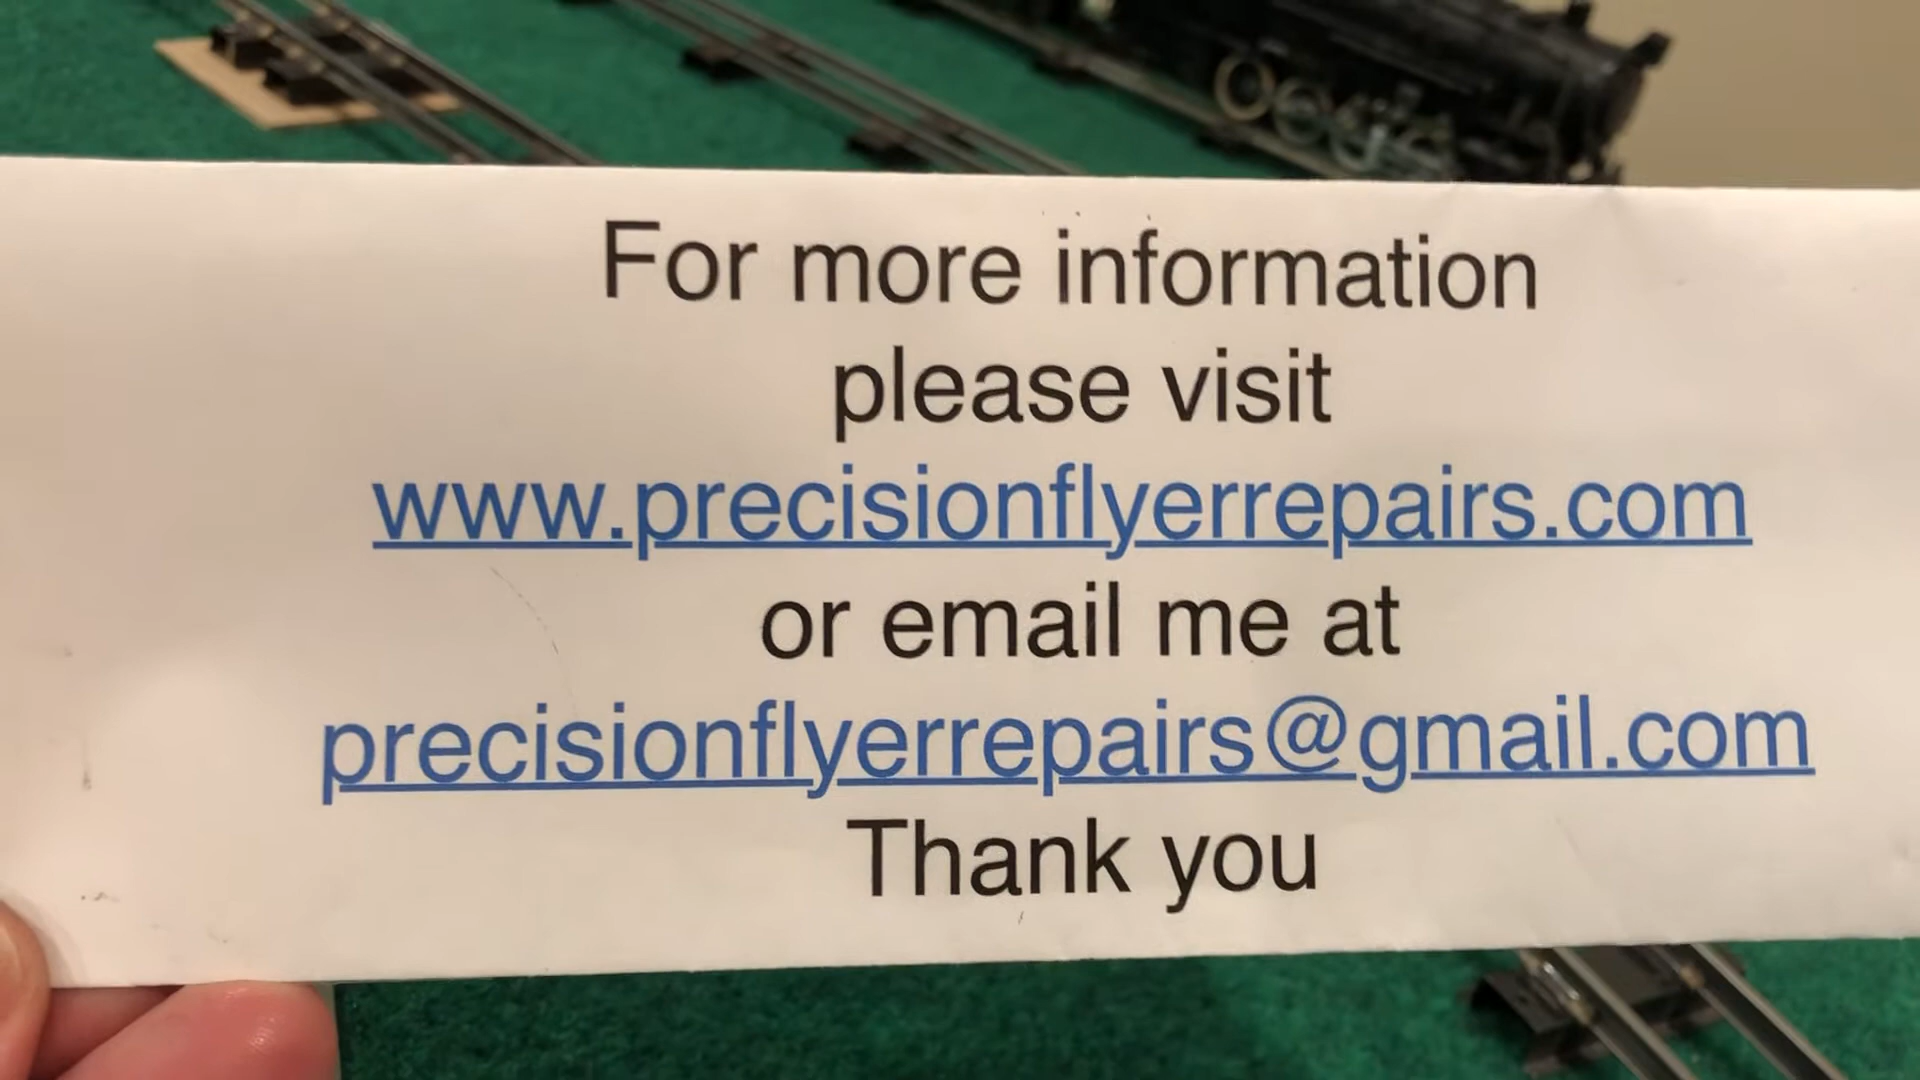 For more information
please visit
www.precisionflyerrepairs.com
or email me at
precisionflyerrepairs@gmail.com
Thank you